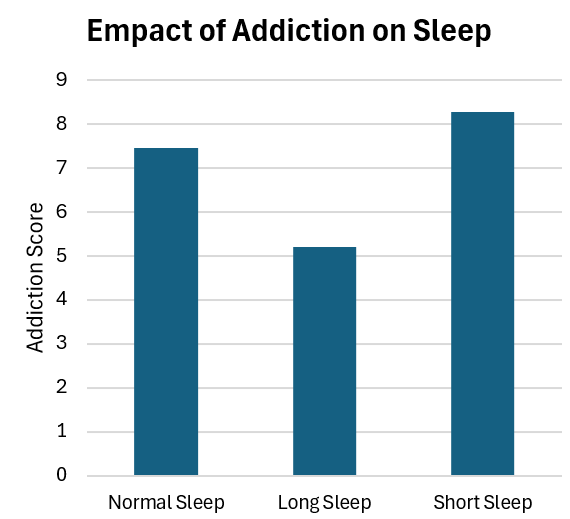 Empact of Addiction on Sleep
9
8
7
6
5
4
3
2
1
0
Addiction Score
Normal Sleep
Long Sleep
Short Sleep